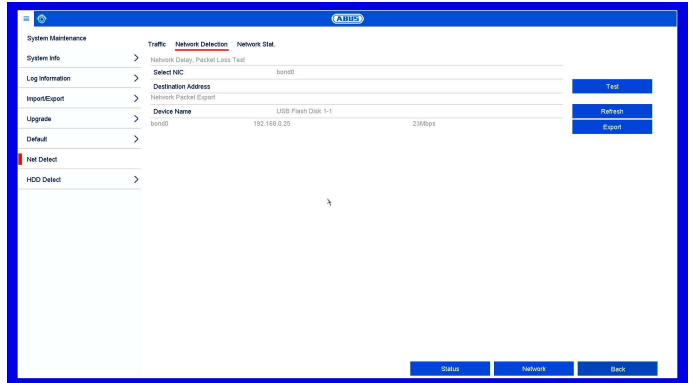 ABUS
System Maintenance
System Info
Log Information
Import/Export
Upgrade
Default
Net Detect
HDD Detect
Traffic Network Detection Network Stat.
Network Delay, Packet Loss Test
Select NIC bond0
Destination Address
Test
Network Packet Export
Device Name USB Flash Disk 1-1
Refresh
bond0 192.168.0.25 23Mbps
Export
Status Network Back